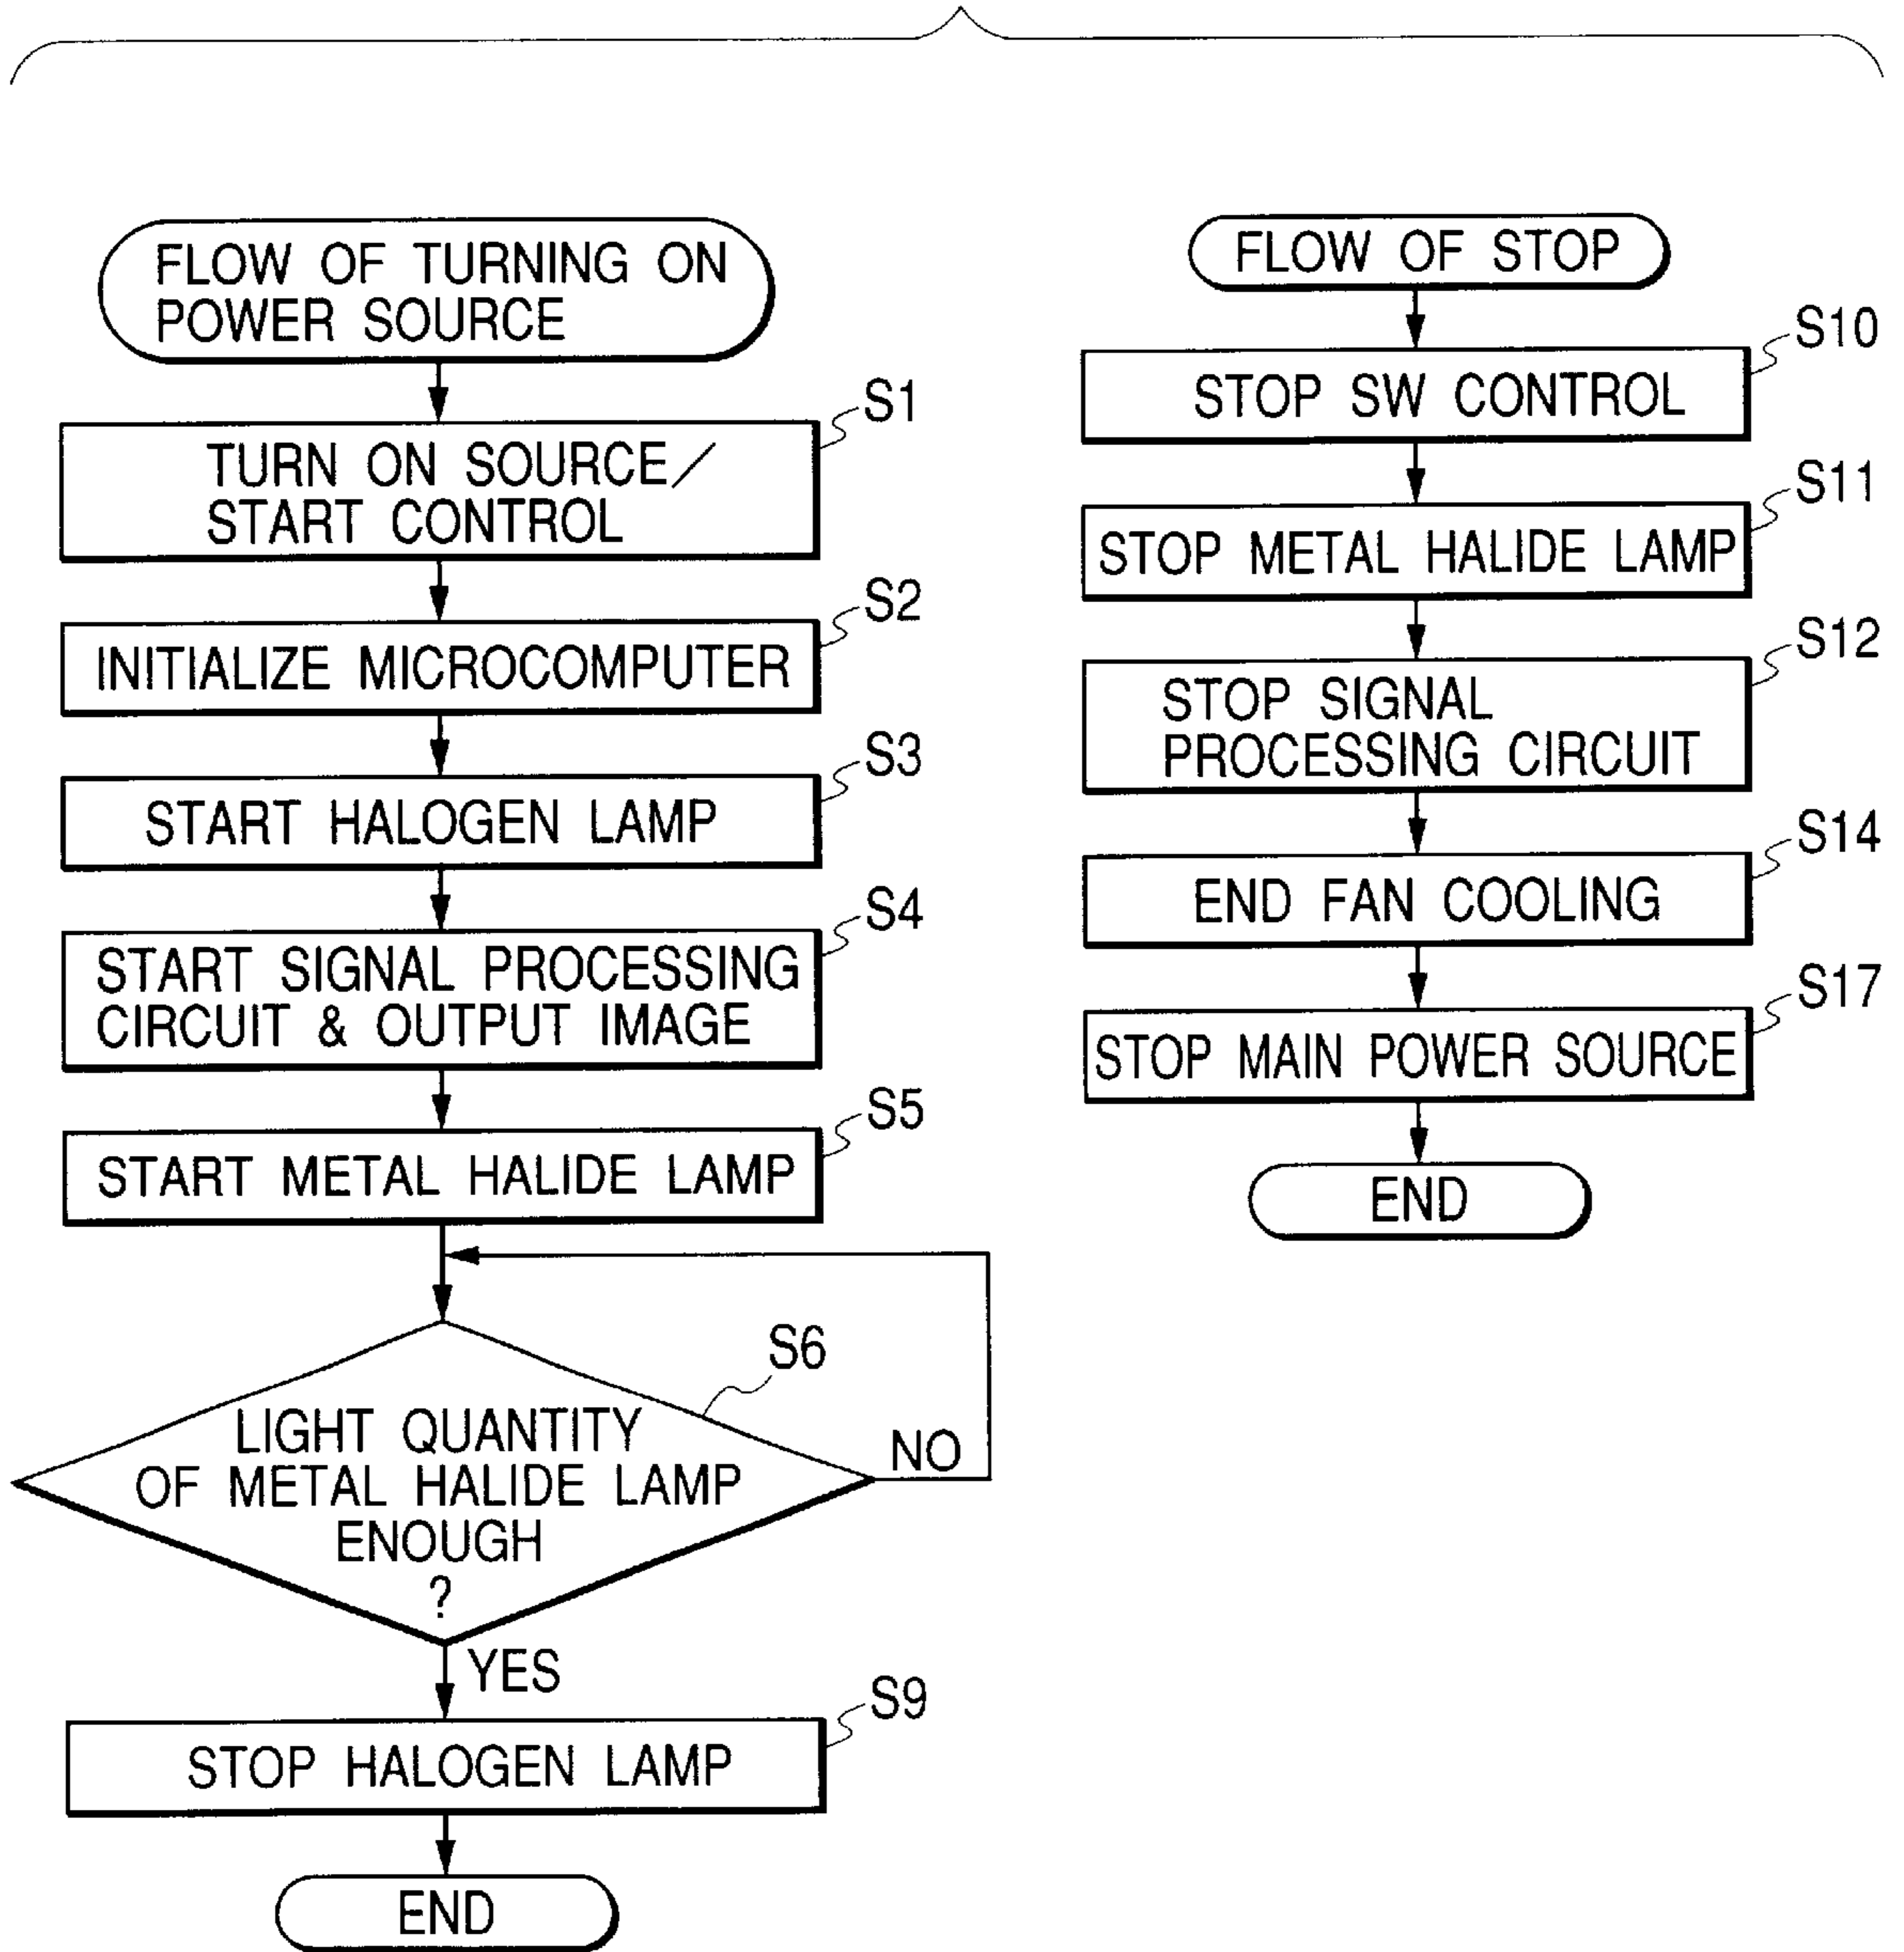 FLOW OF TURNING ON
POWER SOURCE
S1
TURN ON SOURCE/
START CONTROL
S2
INITIALIZE MICROCOMPUTER
S3
START HALOGEN LAMP
S4
START SIGNAL PROCESSING
CIRCUIT & OUTPUT IMAGE
S5
START METAL HALIDE LAMP
S6
LIGHT QUANTITY
OF METAL HALIDE LAMP
ENOUGH
?
NO
YES
S9
STOP HALOGEN LAMP
END
FLOW OF STOP
S10
STOP SW CONTROL
S11
STOP METAL HALIDE LAMP
S12
STOP SIGNAL
PROCESSING CIRCUIT
S14
END FAN COOLING
S17
STOP MAIN POWER SOURCE
END